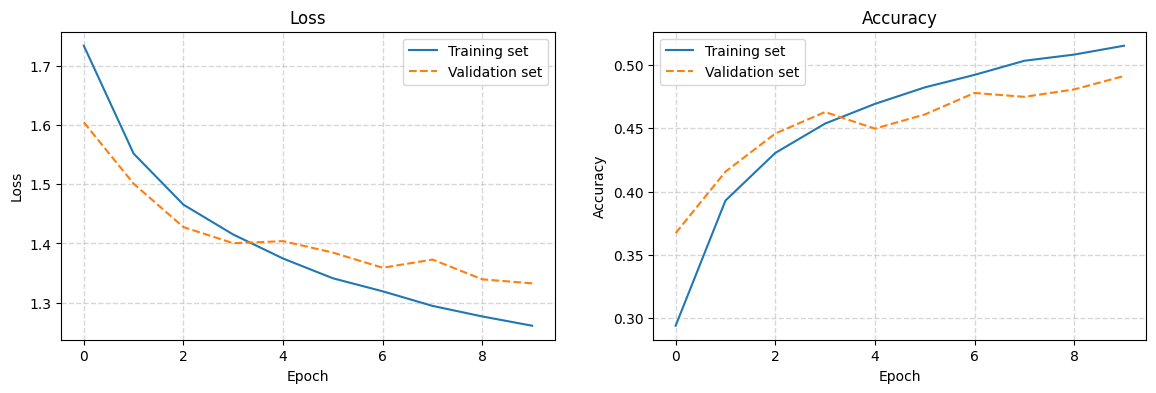 Loss
Training set
Validation set
1.7
1.6
1.5
1.4
1.3
Loss
0 2 4 6 8
Epoch
Accuracy
Training set
Validation set
0.50
0.45
0.40
0.35
0.30
Accuracy
0 2 4 6 8
Epoch